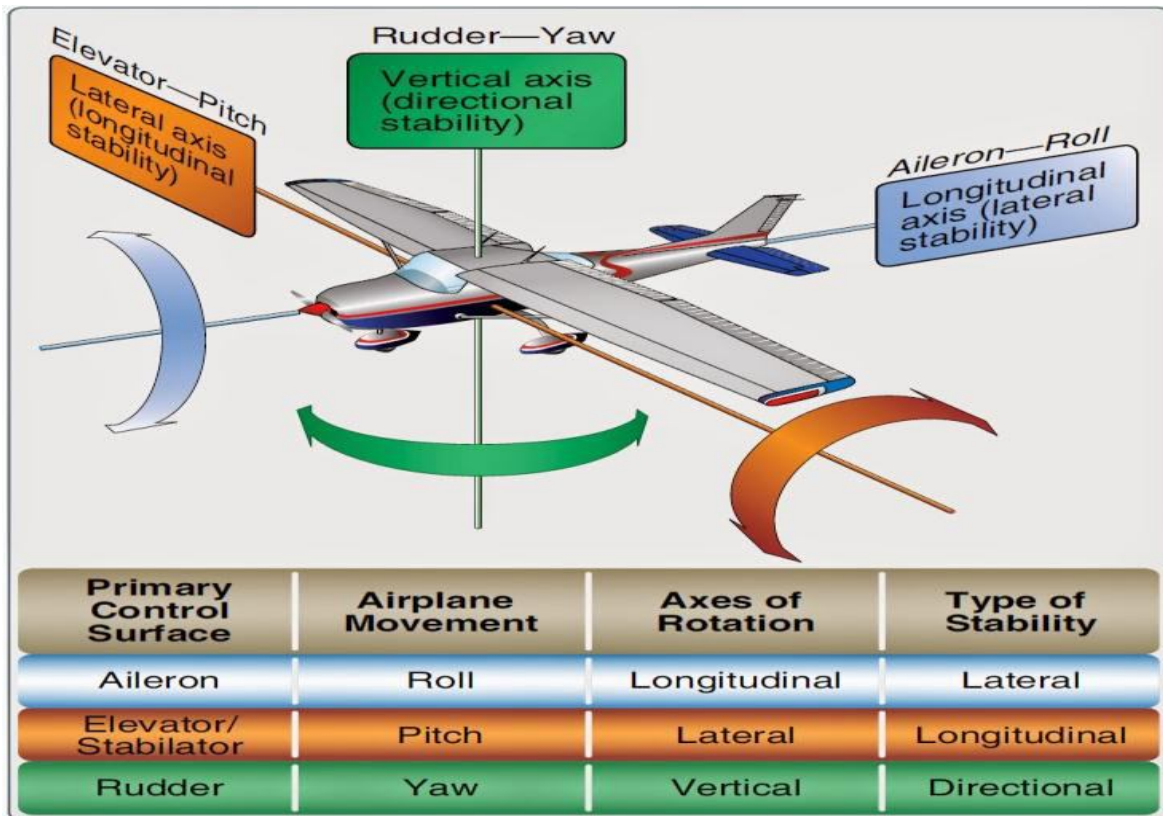 Elevator—Pitch
Lateral axis
(longitudinal
stability)
Rudder—Yaw
Vertical axis
(directional
stability)
Aileron—Roll
Longitudinal
axis (lateral
stability)
Primary
Control
Surface
Airplane
Movement
Axes of
Rotation
Type of
Stability
Aileron
Roll
Longitudinal
Lateral
Elevator/
Stabilator
Pitch
Lateral
Longitudinal
Rudder
Yaw
Vertical
Directional